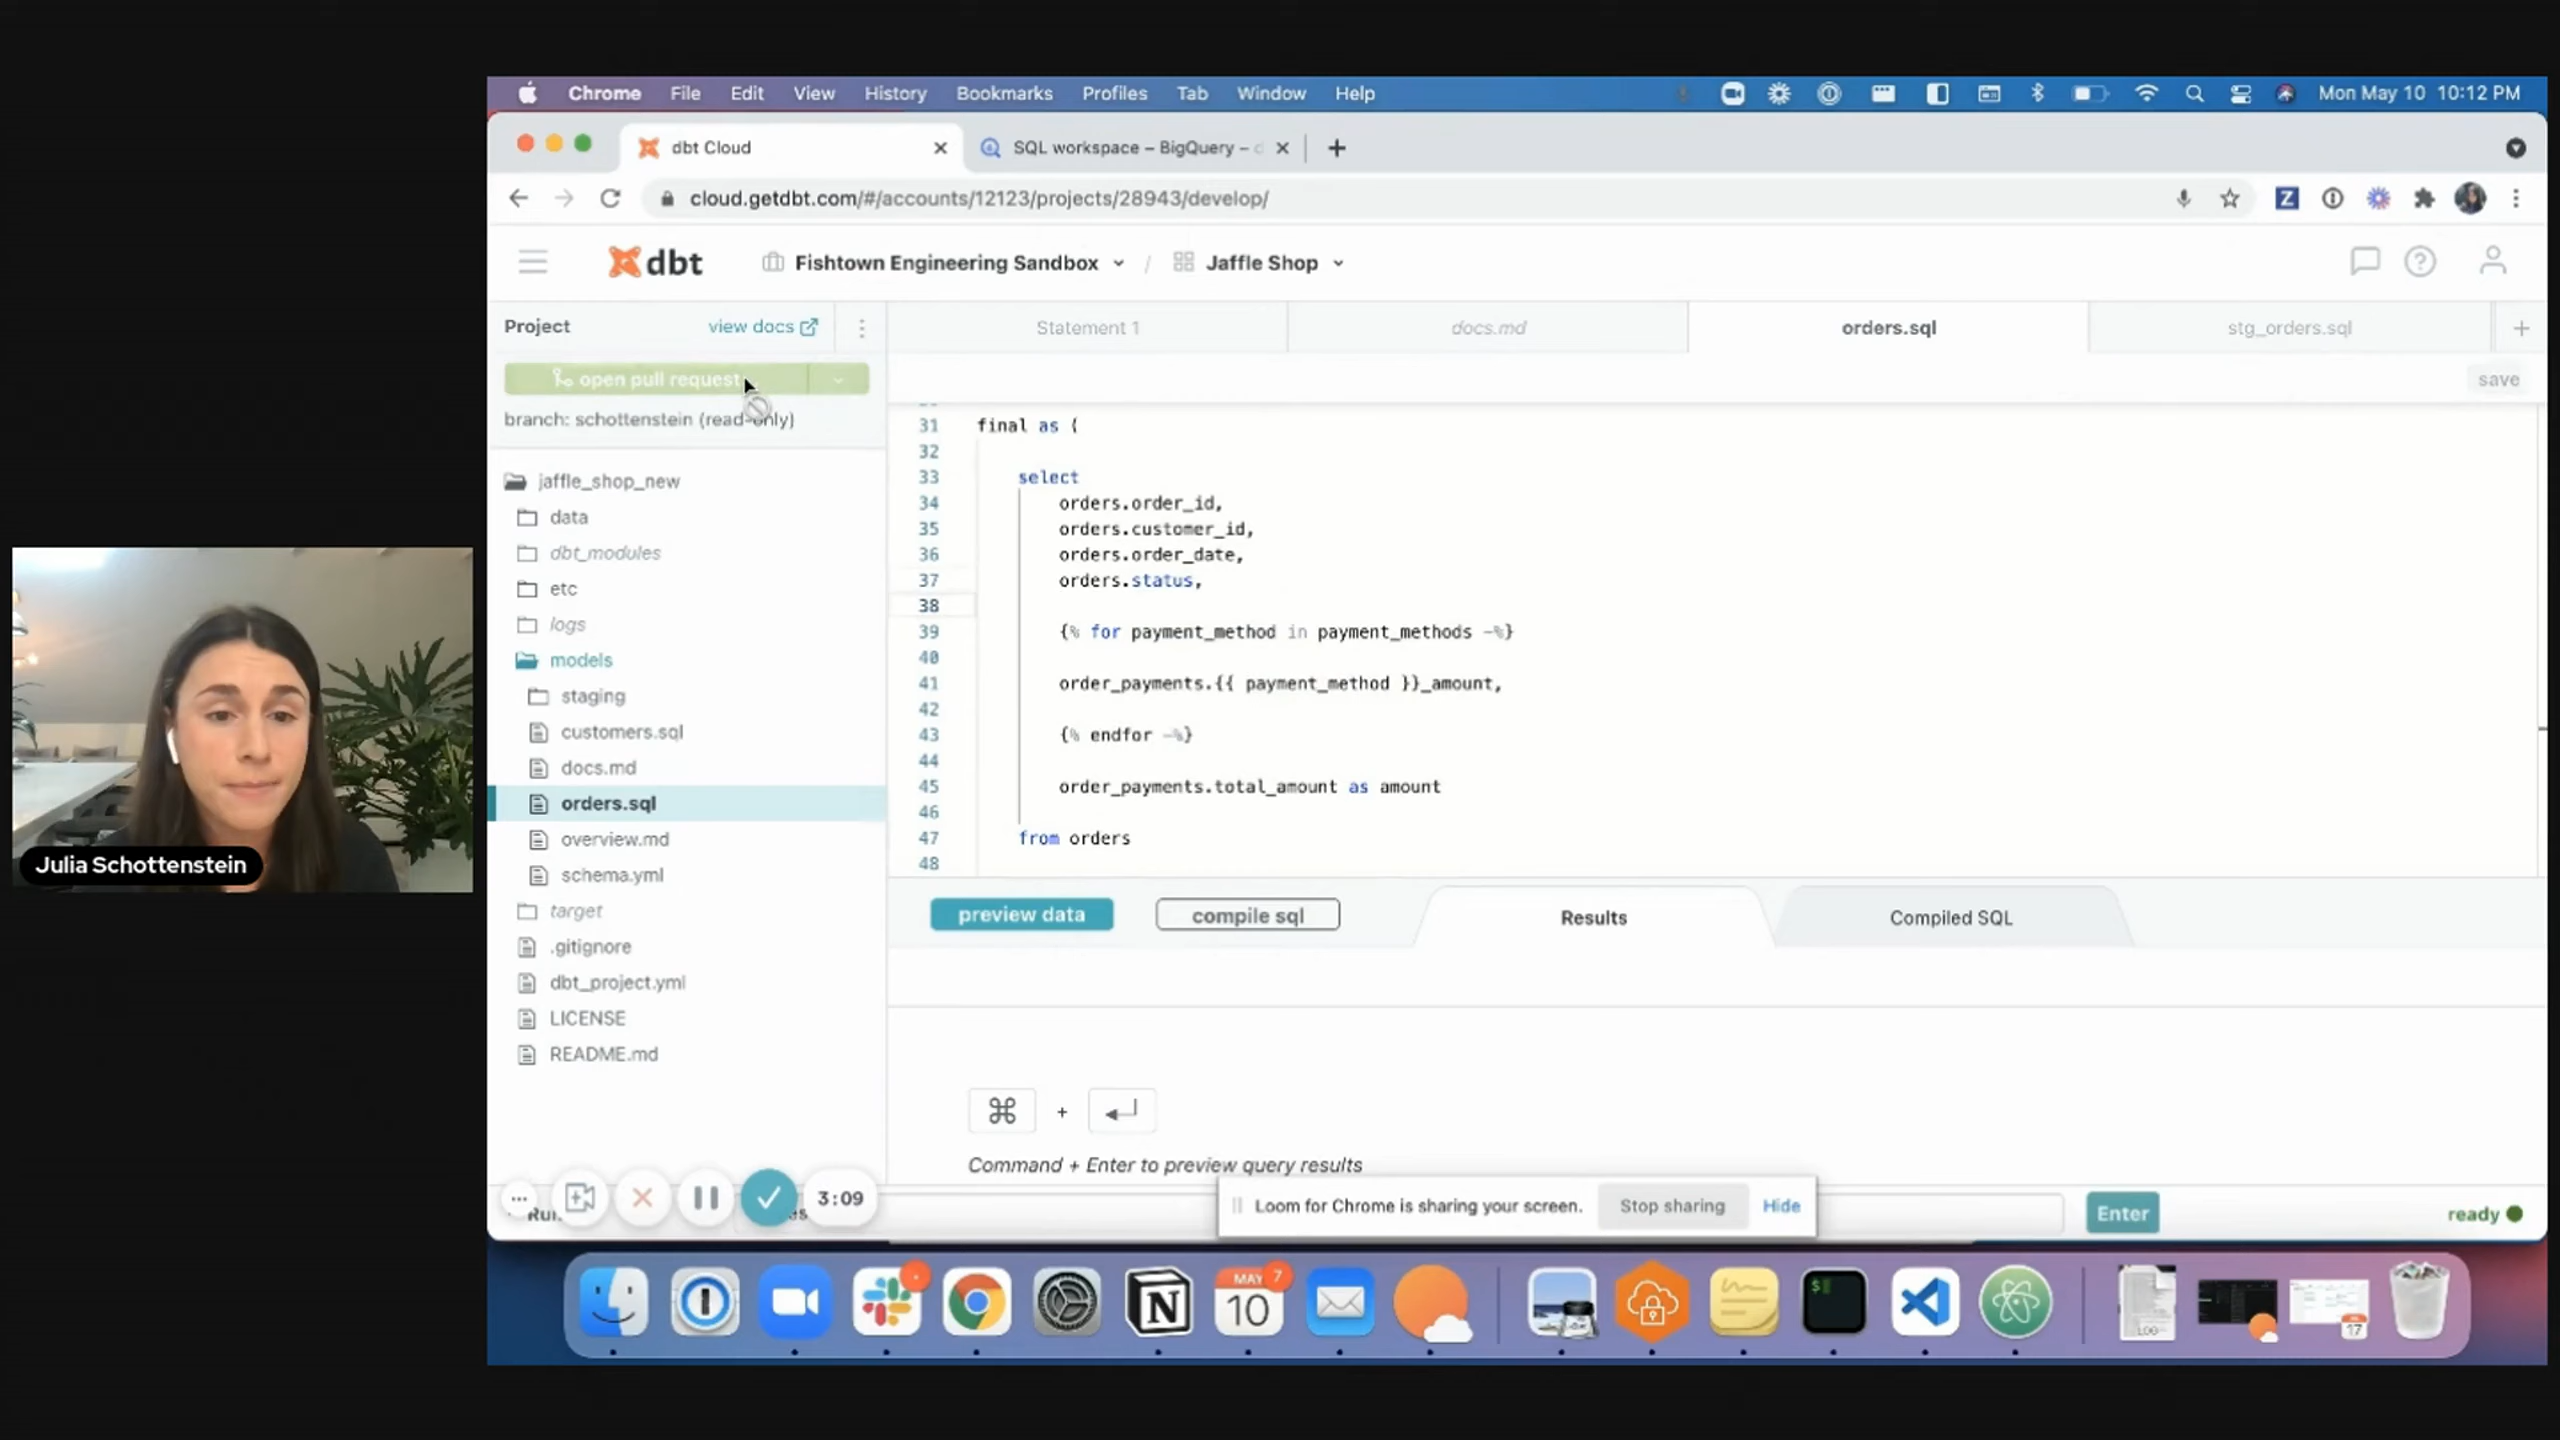 Chrome File Edit View History Bookmarks Profiles Tab Window Help Mon May 10 10:12 PM
dbt Cloud SQL workspace – BigQuery –
cloud.getdbt.com/#/accounts/12123/projects/28943/develop/
dbt Fishtown Engineering Sandbox / Jaffle Shop
Project view docs
Statement 1 docs.md orders.sql stg_orders.sql +
open pull request
save
branch: schottenstein (read-only)
jaffle_shop_new
data
dbt_modules
etc
logs
models
staging
customers.sql
docs.md
orders.sql
overview.md
schema.yml
target
.gitignore
dbt_project.yml
LICENSE
README.md
31 final as (
32
33 select
34 orders.order_id,
35 orders.customer_id,
36 orders.order_date,
37 orders.status,
38
39 {% for payment_method in payment_methods -%}
40
41 order_payments.{{ payment_method }}_amount,
42
43 {% endfor -%}
44
45 order_payments.total_amount as amount
46
47 from orders
48
preview data compile sql Results Compiled SQL
⌘ +
Command + Enter to preview query results
3:09
Loom for Chrome is sharing your screen. Stop sharing Hide
Enter ready
Julia Schottenstein
MAY 7
10
17